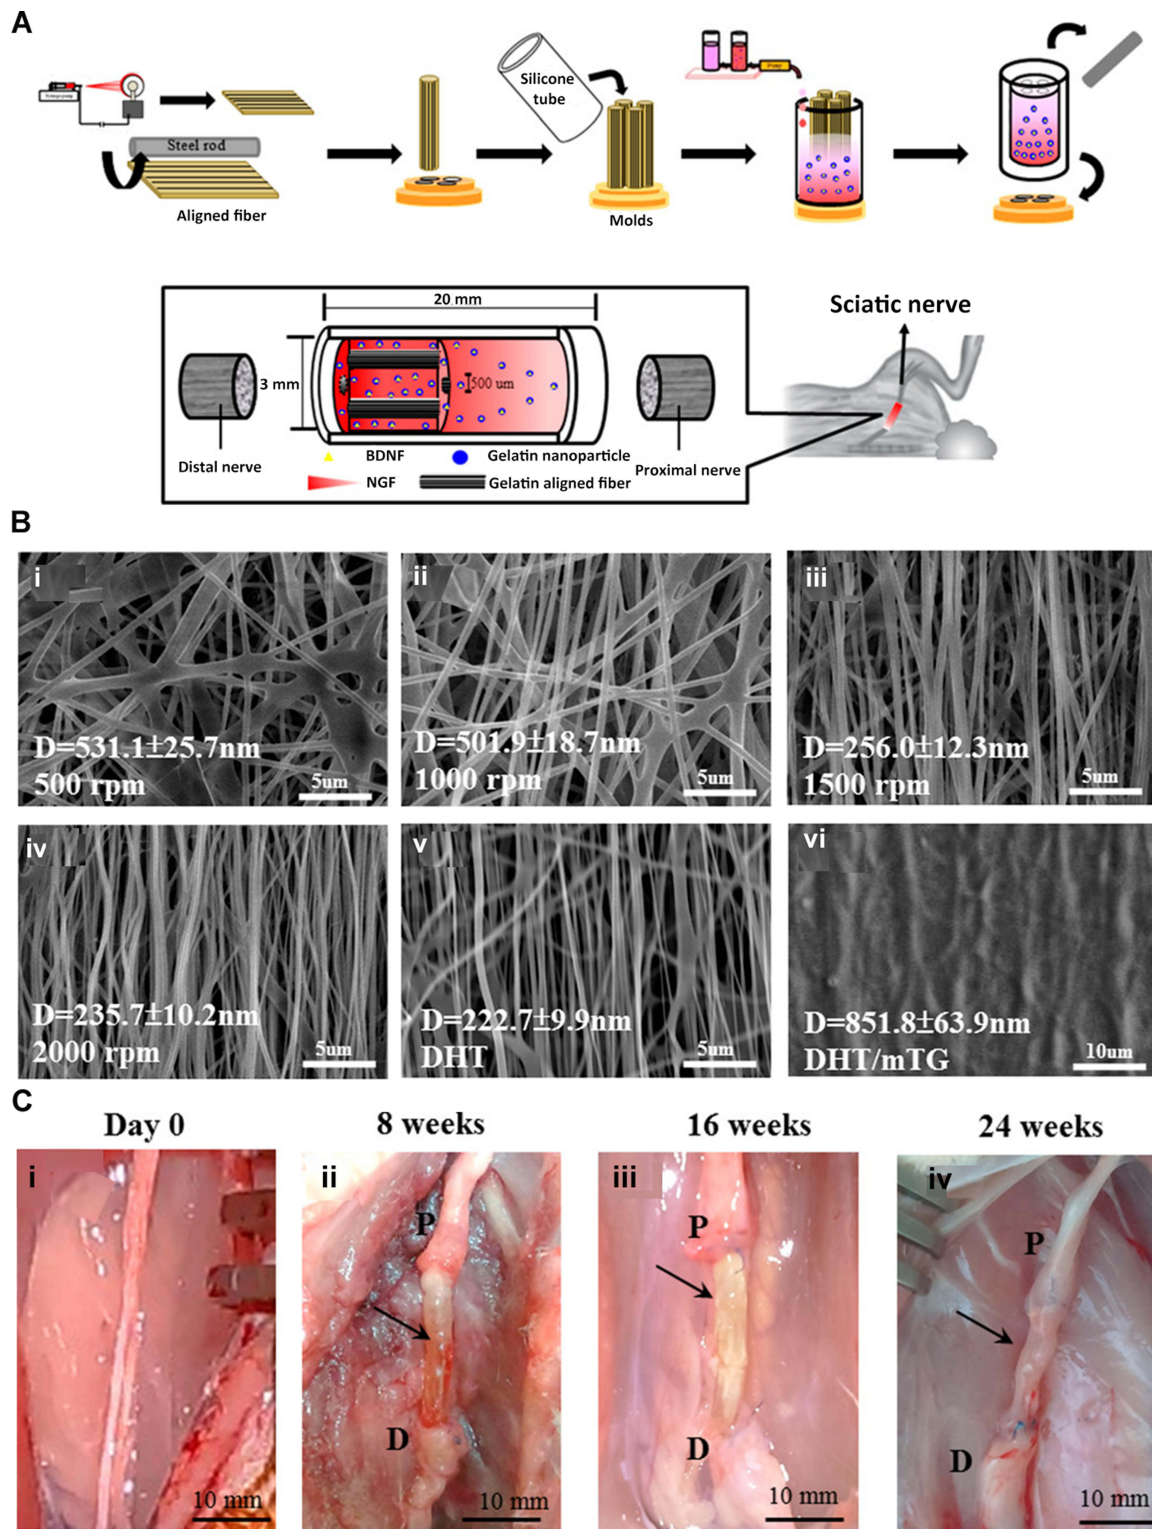 A
Silicone
tube
Steel rod
Aligned fiber
Molds
20 mm
Sciatic nerve
3 mm
500 um
Distal nerve
BDNF
Gelatin nanoparticle
Proximal nerve
NGF
Gelatin aligned fiber
B
i
D=531.1±25.7nm
500 rpm
5um
ii
D=501.9±18.7nm
1000 rpm
5um
iii
D=256.0±12.3nm
1500 rpm
5um
iv
D=235.7±10.2nm
2000 rpm
5um
v
D=222.7±9.9nm
DHT
5um
vi
D=851.8±63.9nm
DHT/mTG
10um
C
Day 0
8 weeks
16 weeks
24 weeks
i
10 mm
ii
P
D
10 mm
iii
P
D
10 mm
iv
P
D
10 mm